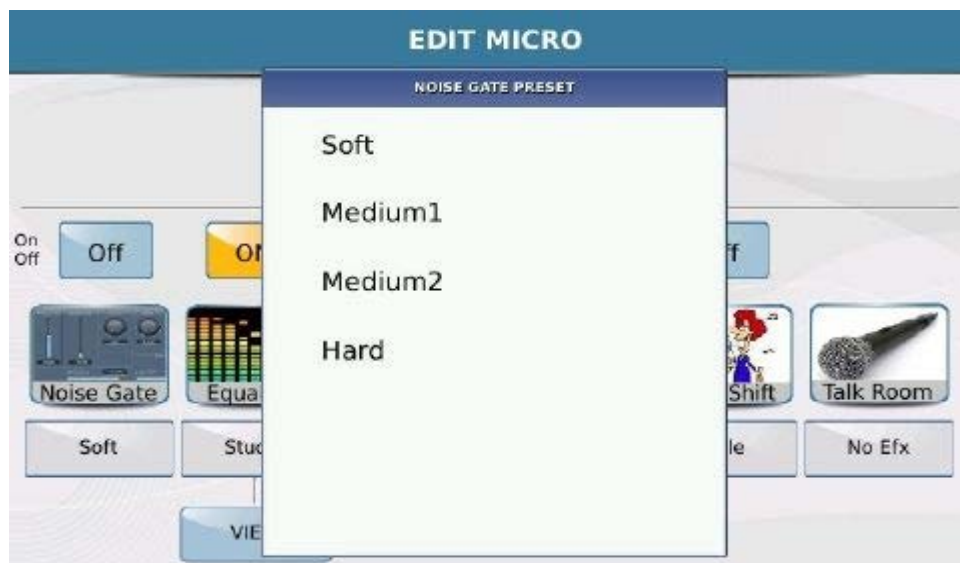 EDIT MICRO
NOISE GATE PRESET
Soft
Medium1
Medium2
Hard
On
Off
Off
Noise Gate
Shift
Talk Room
Soft
No Efx